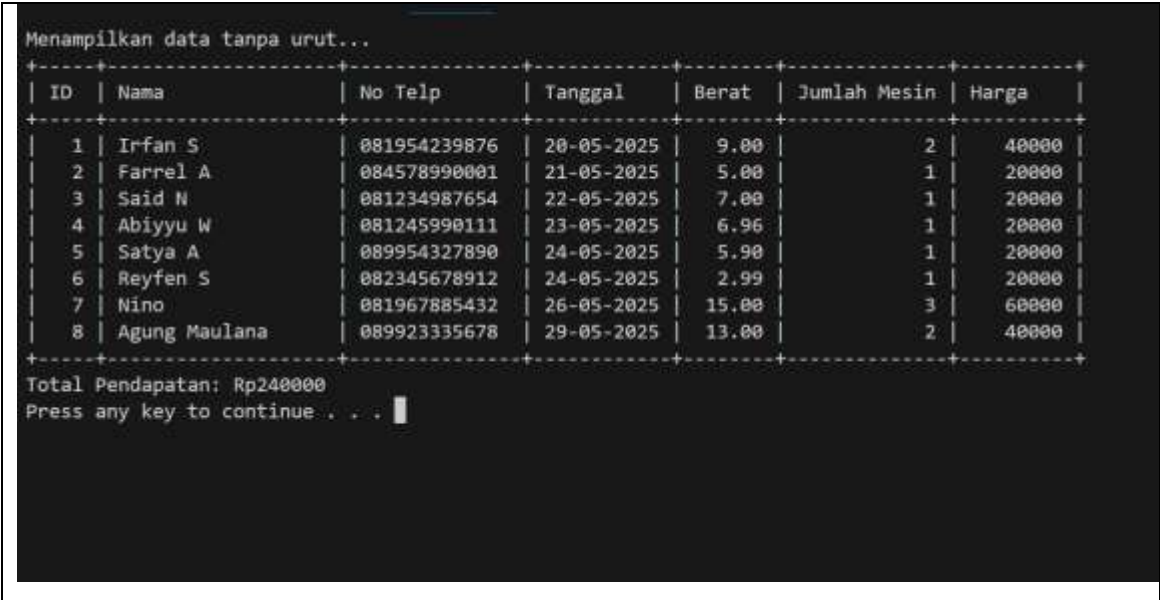 Menampilkan data tanpa urut...
+-----+---------------------+---------------+------------+--------+--------------+----------+
| ID | Nama | No Telp | Tanggal | Berat | Jumlah Mesin | Harga |
+-----+---------------------+---------------+------------+--------+--------------+----------+
| 1 | Irfan S | 081954239876 | 20-05-2025 | 9.00 | 2 | 40000 |
| 2 | Farrel A | 084578990001 | 21-05-2025 | 5.00 | 1 | 20000 |
| 3 | Said N | 081234987654 | 22-05-2025 | 7.00 | 1 | 20000 |
| 4 | Abiyyu W | 081245990111 | 23-05-2025 | 6.96 | 1 | 20000 |
| 5 | Satya A | 089954327890 | 24-05-2025 | 5.90 | 1 | 20000 |
| 6 | Reyfen S | 082345678912 | 24-05-2025 | 2.99 | 1 | 20000 |
| 7 | Nino | 081967885432 | 26-05-2025 | 15.00 | 3 | 60000 |
| 8 | Agung Maulana | 089923335678 | 29-05-2025 | 13.00 | 2 | 40000 |
+-----+---------------------+---------------+------------+--------+--------------+----------+
Total Pendapatan: Rp240000
Press any key to continue . . .